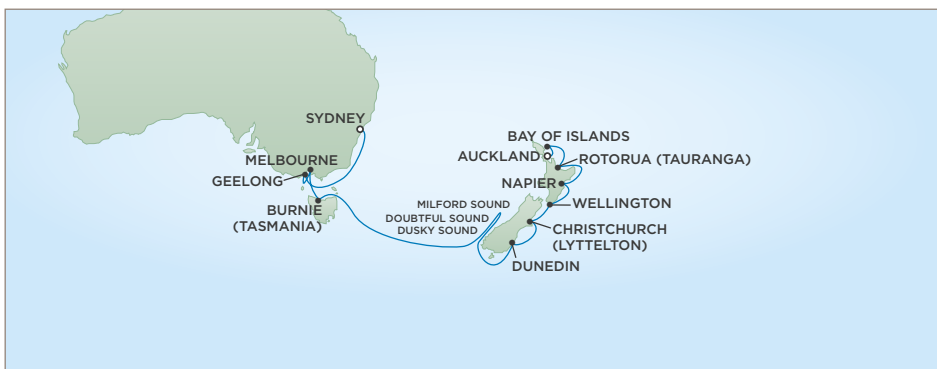 SYDNEY
MELBOURNE
GEELONG
BURNIE
(TASMANIA)
MILFORD SOUND
DOUBTFUL SOUND
DUSKY SOUND
BAY OF ISLANDS
AUCKLAND
ROTORUA (TAURANGA)
NAPIER
WELLINGTON
CHRISTCHURCH
(LYTTELTON)
DUNEDIN